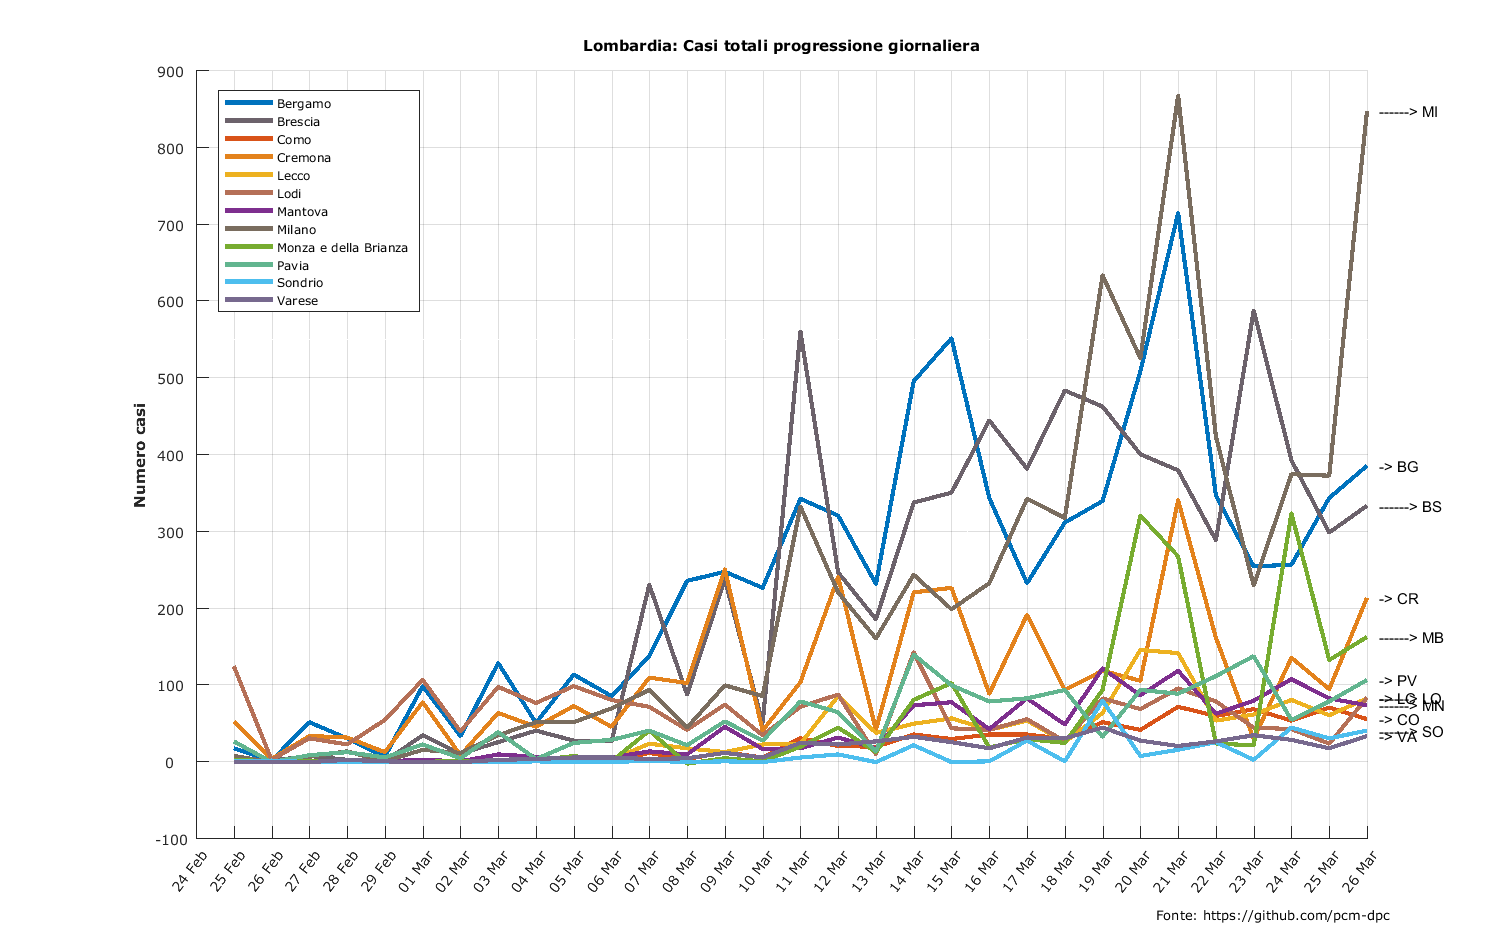 Lombardia: Casi totali progressione giornaliera
900
800
700
600
500
400
300
200
100
0
-100
Numero casi
Bergamo
Brescia
Como
Cremona
Lecco
Lodi
Mantova
Milano
Monza e della Brianza
Pavia
Sondrio
Varese
------> MI
-> BG
------> BS
-> CR
------> MB
-> PV
-> LC
------> LO
------> MN
-> CO
------> SO
-> VA
24 Feb
25 Feb
26 Feb
27 Feb
28 Feb
29 Feb
01 Mar
02 Mar
03 Mar
04 Mar
05 Mar
06 Mar
07 Mar
08 Mar
09 Mar
10 Mar
11 Mar
12 Mar
13 Mar
14 Mar
15 Mar
16 Mar
17 Mar
18 Mar
19 Mar
20 Mar
21 Mar
22 Mar
23 Mar
24 Mar
25 Mar
26 Mar
Fonte: https://github.com/pcm-dpc